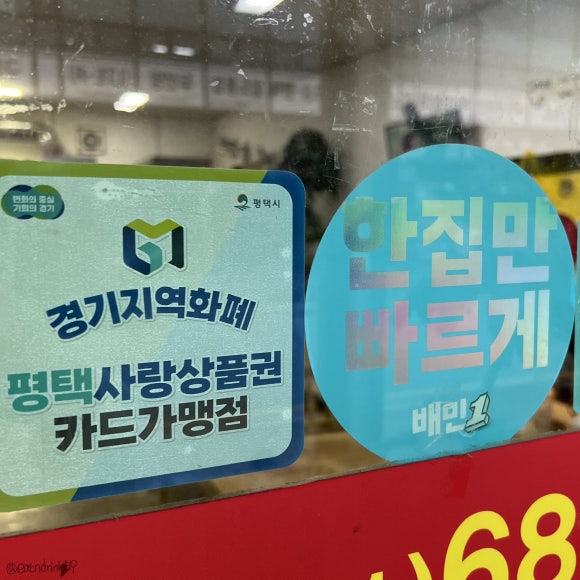 변화의 중심
기회의 경기
평택시
경기지역화폐
평택사랑상품권
카드가맹점
한집만
빠르게
배민1
68